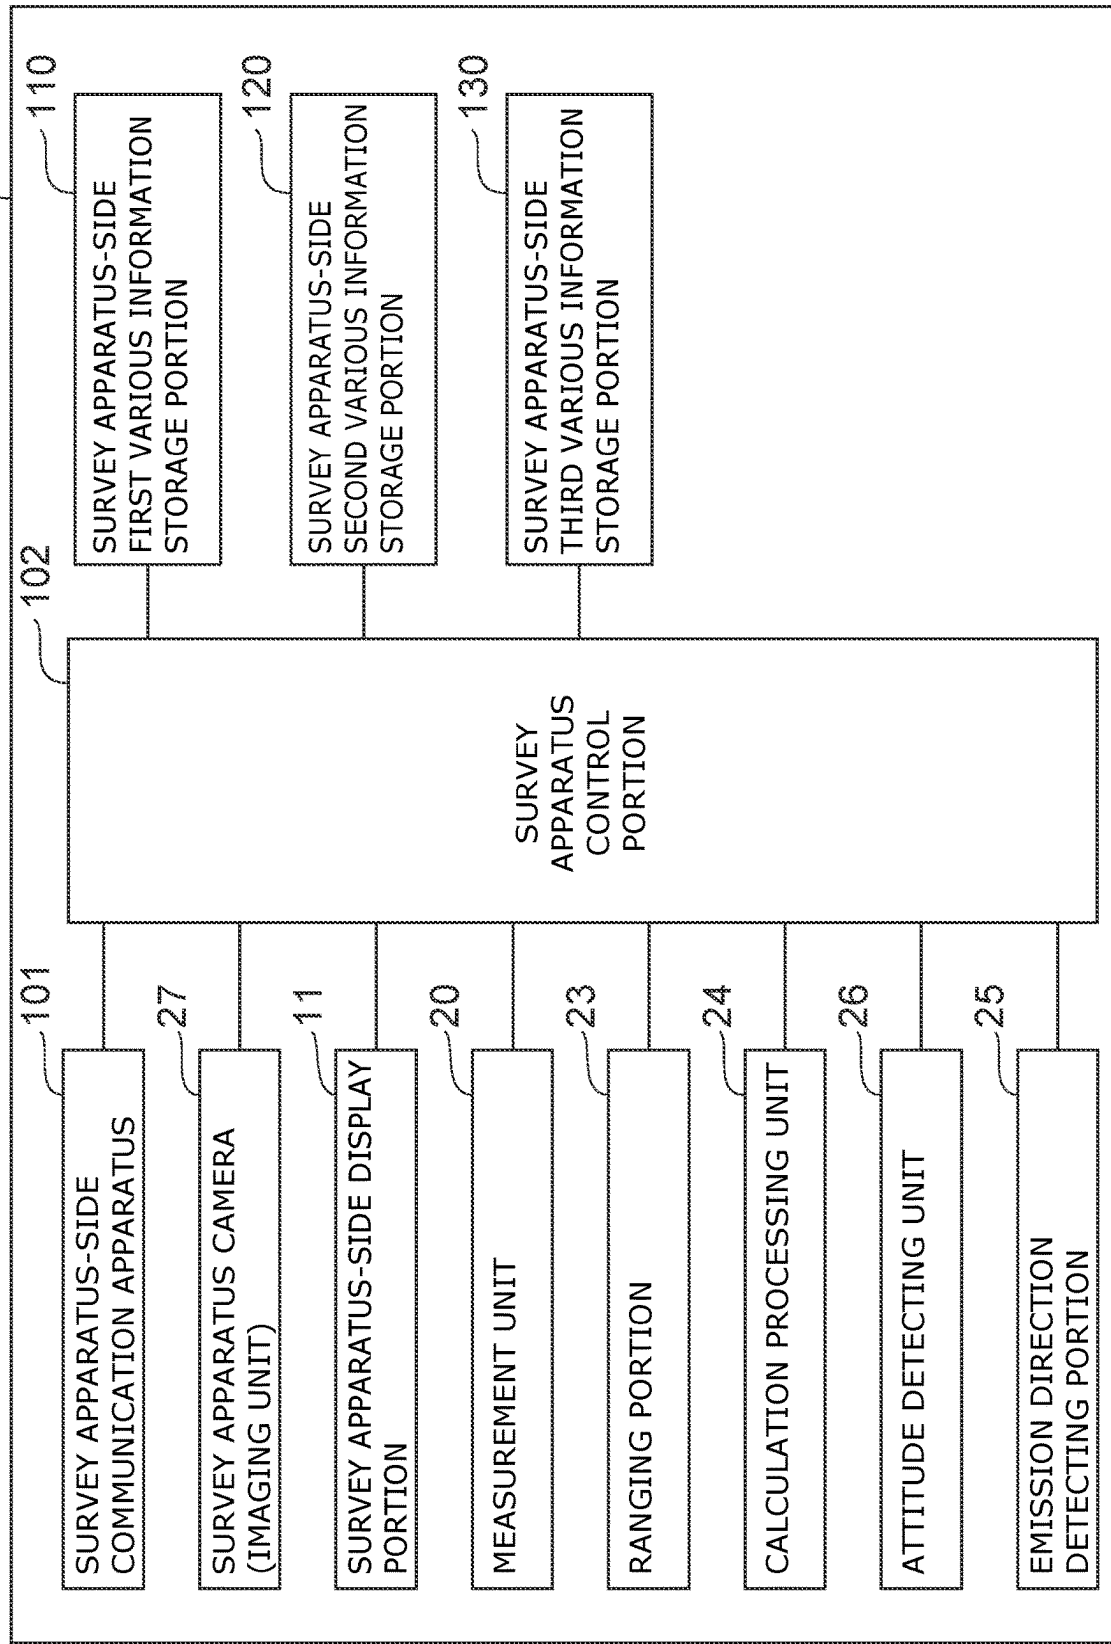 101
SURVEY APPARATUS-SIDE
COMMUNICATION APPARATUS
27
SURVEY APPARATUS CAMERA
(IMAGING UNIT)
11
SURVEY APPARATUS-SIDE DISPLAY
PORTION
20
MEASUREMENT UNIT
23
RANGING PORTION
24
CALCULATION PROCESSING UNIT
26
ATTITUDE DETECTING UNIT
25
EMISSION DIRECTION
DETECTING PORTION
102
SURVEY
APPARATUS
CONTROL
PORTION
110
SURVEY APPARATUS-SIDE
FIRST VARIOUS INFORMATION
STORAGE PORTION
120
SURVEY APPARATUS-SIDE
SECOND VARIOUS INFORMATION
STORAGE PORTION
130
SURVEY APPARATUS-SIDE
THIRD VARIOUS INFORMATION
STORAGE PORTION